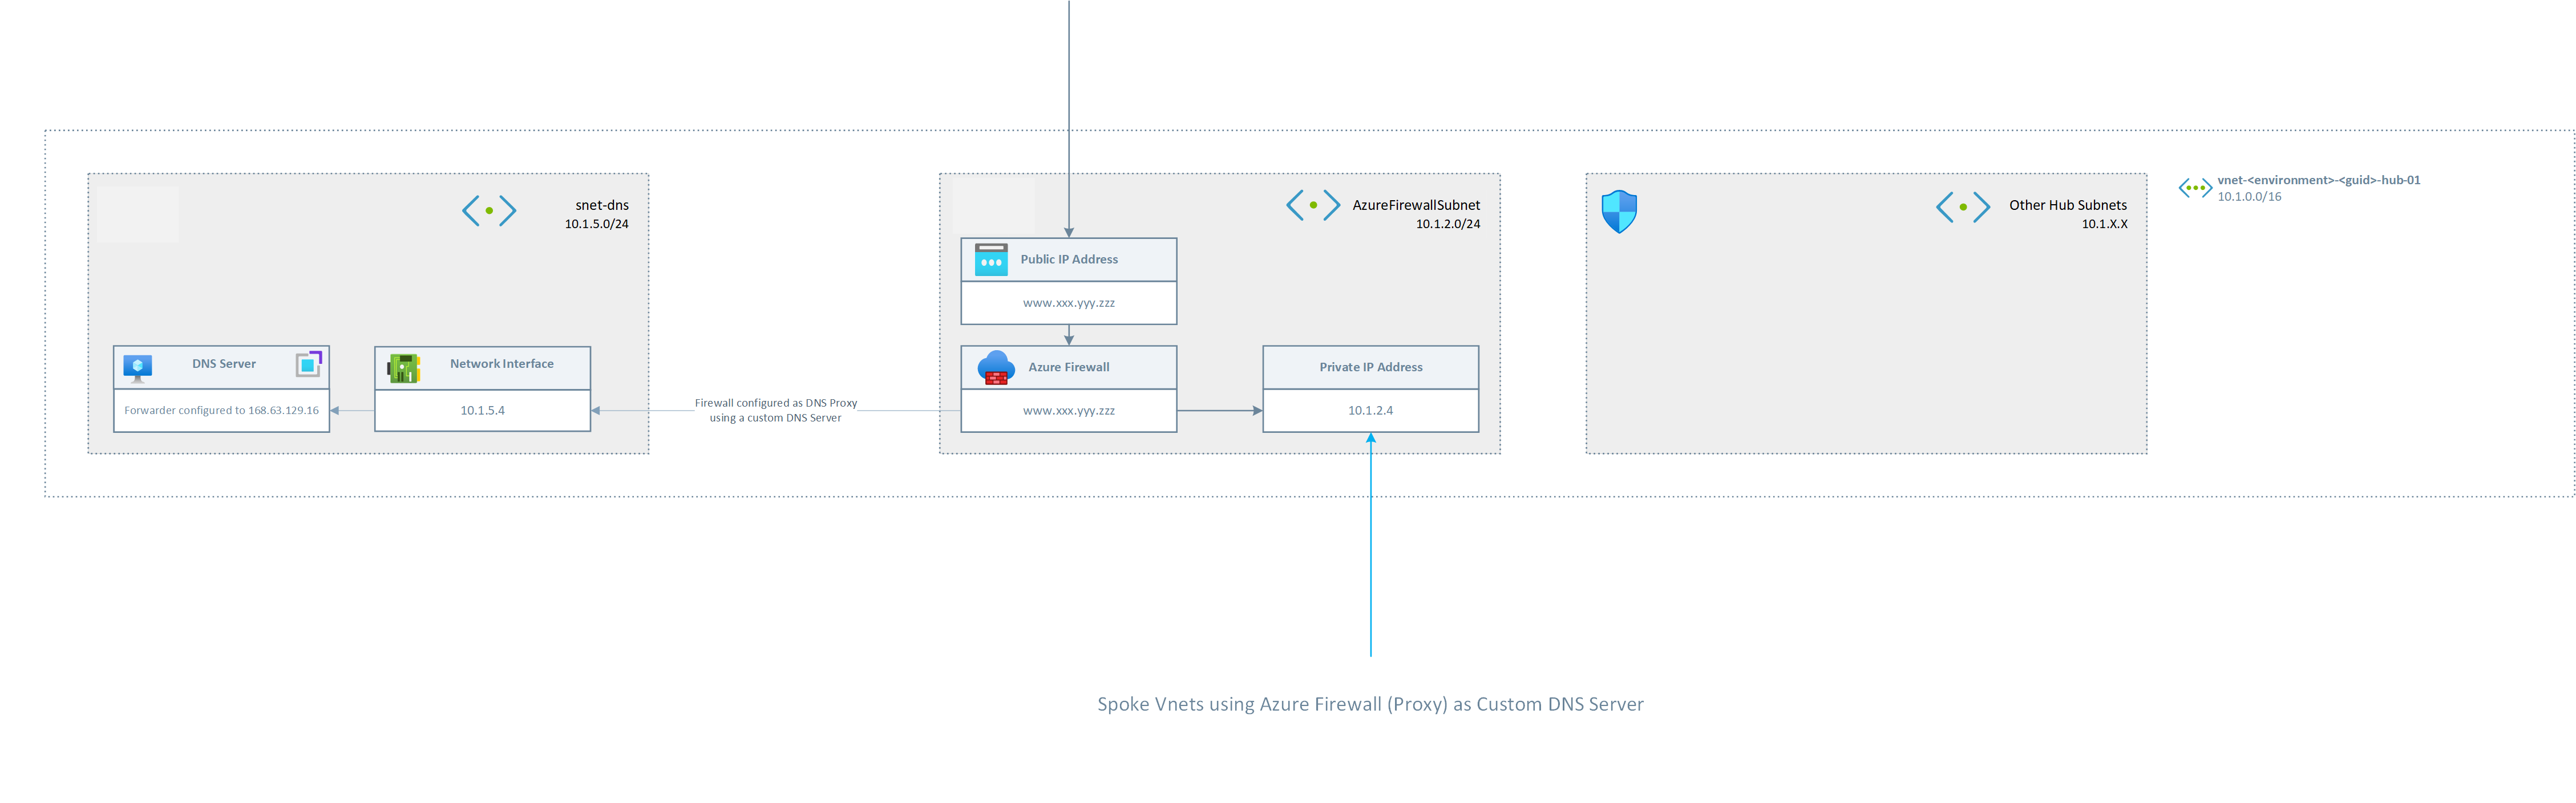 snet-dns
10.1.5.0/24
DNS Server
Forwarder configured to 168.63.129.16
Network Interface
10.1.5.4
Firewall configured as DNS Proxy
using a custom DNS Server
AzureFirewallSubnet
10.1.2.0/24
Public IP Address
www.xxx.yyy.zzz
Azure Firewall
www.xxx.yyy.zzz
Private IP Address
10.1.2.4
Other Hub Subnets
10.1.X.X
vnet-<environment>-<guid>-hub-01
10.1.0.0/16
Spoke Vnets using Azure Firewall (Proxy) as Custom DNS Server